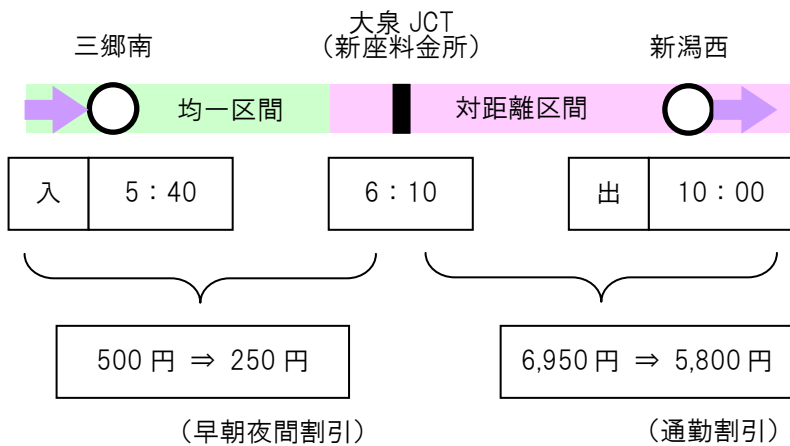 三郷南
大泉 JCT
（新座料金所）
新潟西
均一区間
対距離区間
入
5：40
6：10
出
10：00
500 円 ⇒ 250 円
6,950 円 ⇒ 5,800 円
（早朝夜間割引）
（通勤割引）